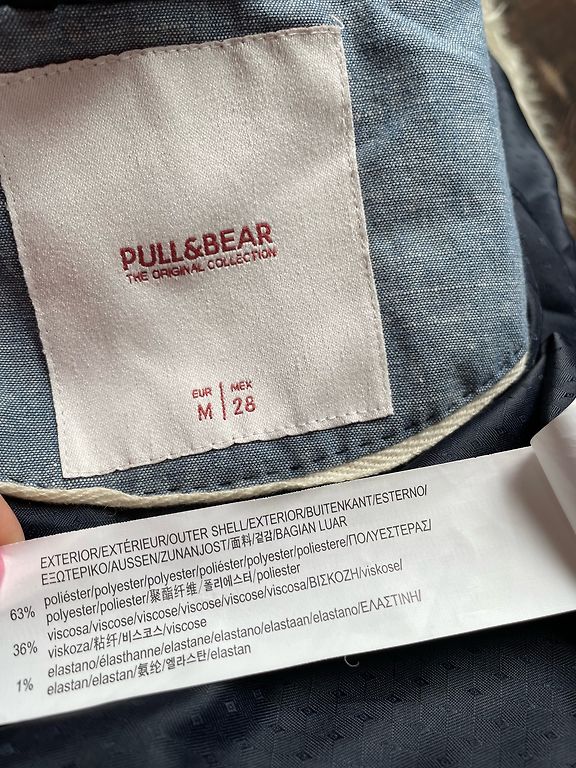 PULL&BEAR
THE ORIGINAL COLLECTION
EUR MEX
M 28
EXTERIOR/EXTÉRIEUR/OUTER SHELL/EXTERIOR/BUITENKANT/ESTERNO/
ΕΞΩΤΕΡΙΚΟ/AUSSEN/ZUNANJOST/面料/겉감/BAGIAN LUAR
63% poliéster/polyester/polyester/poliéster/polyester/poliestere/ΠΟΛΥΕΣΤΕΡΑΣ/
polyester/poliester/聚酯纤维/폴리에스터/poliester
36% viscosa/viscose/viscose/viscose/viscose/viscosa/ΒΙΣΚΟΖΗ/viskose/
viskoza/粘纤/비스코스/viscose
1% elastano/élasthanne/elastane/elastano/elastaan/elastano/ΕΛΑΣΤΙΝΗ/
elastan/elastan/氨纶/엘라스탄/elastan